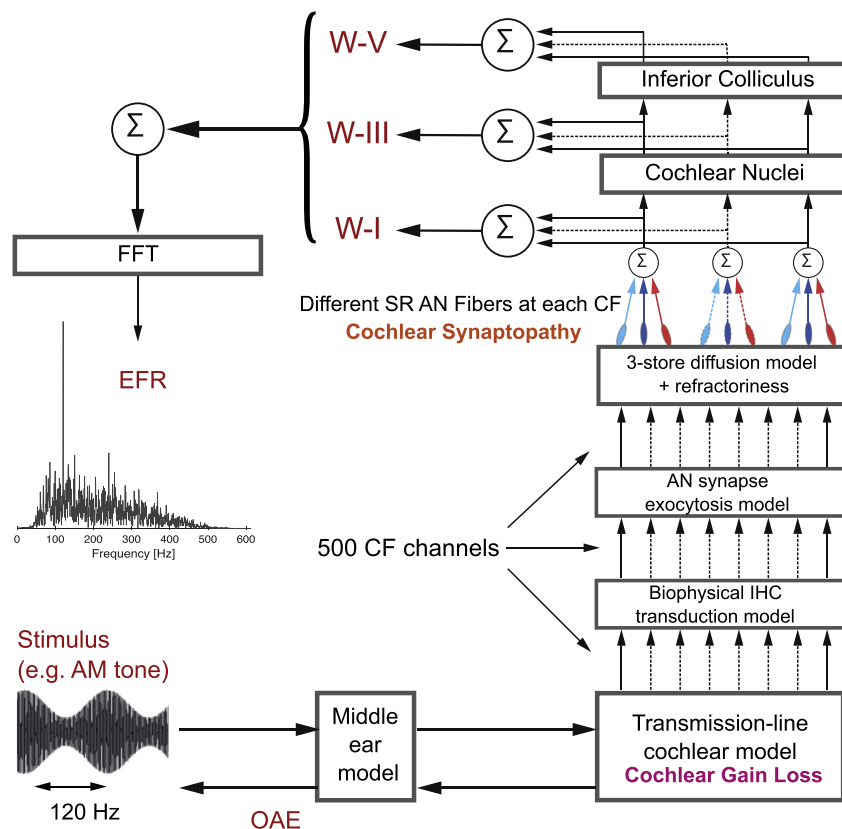 W-V
Σ
Inferior Colliculus
Σ
W-III
Σ
Cochlear Nuclei
W-I
Σ
FFT
Σ
Σ
Σ
Different SR AN Fibers at each CF
Cochlear Synaptopathy
3-store diffusion model
+ refractoriness
EFR
AN synapse
exocytosis model
0 100 200 300 400 500 600
Frequency [Hz]
500 CF channels
Biophysical IHC
transduction model
Stimulus
(e.g. AM tone)
Middle
ear
model
Transmission-line
cochlear model
Cochlear Gain Loss
120 Hz
OAE